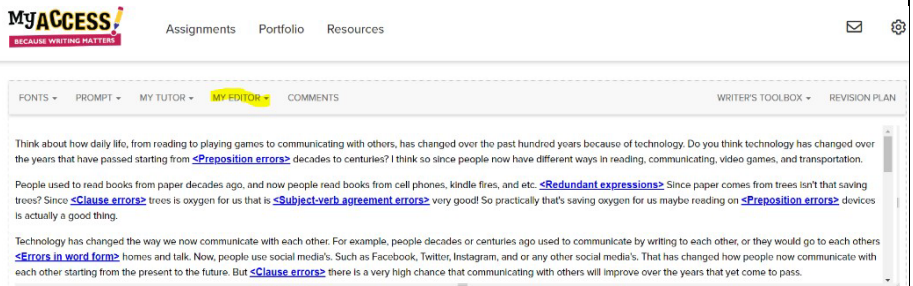 MyACCESS!
BECAUSE WRITING MATTERS
Assignments Portfolio Resources
FONTS PROMPT MY TUTOR MY EDITOR COMMENTS WRITER'S TOOLBOX REVISION PLAN
Think about how daily life, from reading to playing games to communicating with others, has changed over the past hundred years because of technology. Do you think technology has changed over
the years that have passed starting from <Preposition errors> decades to centuries? I think so since people now have different ways in reading, communicating, video games, and transportation.
People used to read books from paper decades ago, and now people read books from cell phones, kindle fires, and etc. <Redundant expressions> Since paper comes from trees isn't that saving
trees? Since <Clause errors> trees is oxygen for us that is <Subject-verb agreement errors> very good! So practically that's saving oxygen for us maybe reading on <Preposition errors> devices
is actually a good thing.
Technology has changed the way we now communicate with each other. For example, people decades or centuries ago used to communicate by writing to each other, or they would go to each others
<Errors in word form> homes and talk. Now, people use social media's. Such as Facebook, Twitter, Instagram, and or any other social media's. That has changed how people now communicate with
each other starting from the present to the future. But <Clause errors> there is a very high chance that communicating with others will improve over the years that yet come to pass.